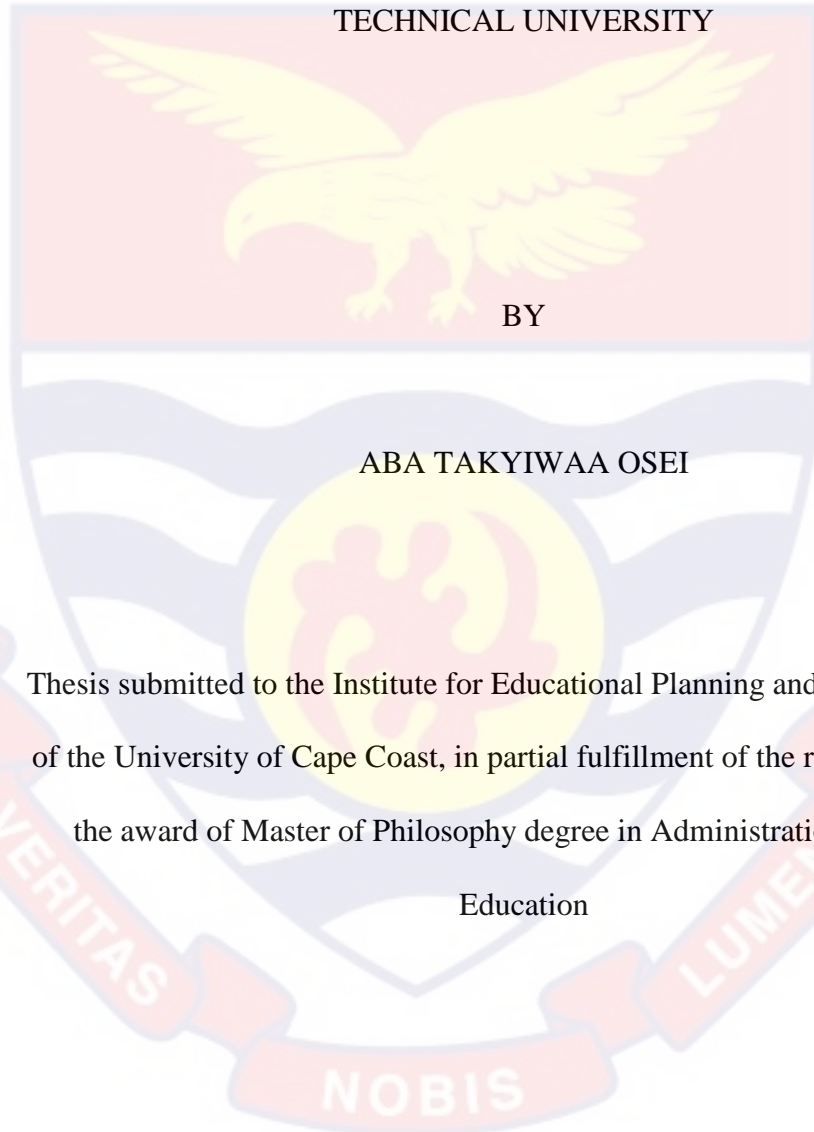 TECHNICAL UNIVERSITY
BY
ABA TAKYIWAA OSEI
Thesis submitted to the Institute for Educational Planning and
of the University of Cape Coast, in partial fulfillment of the
the award of Master of Philosophy degree in
Education
VERITAS
NOBIS